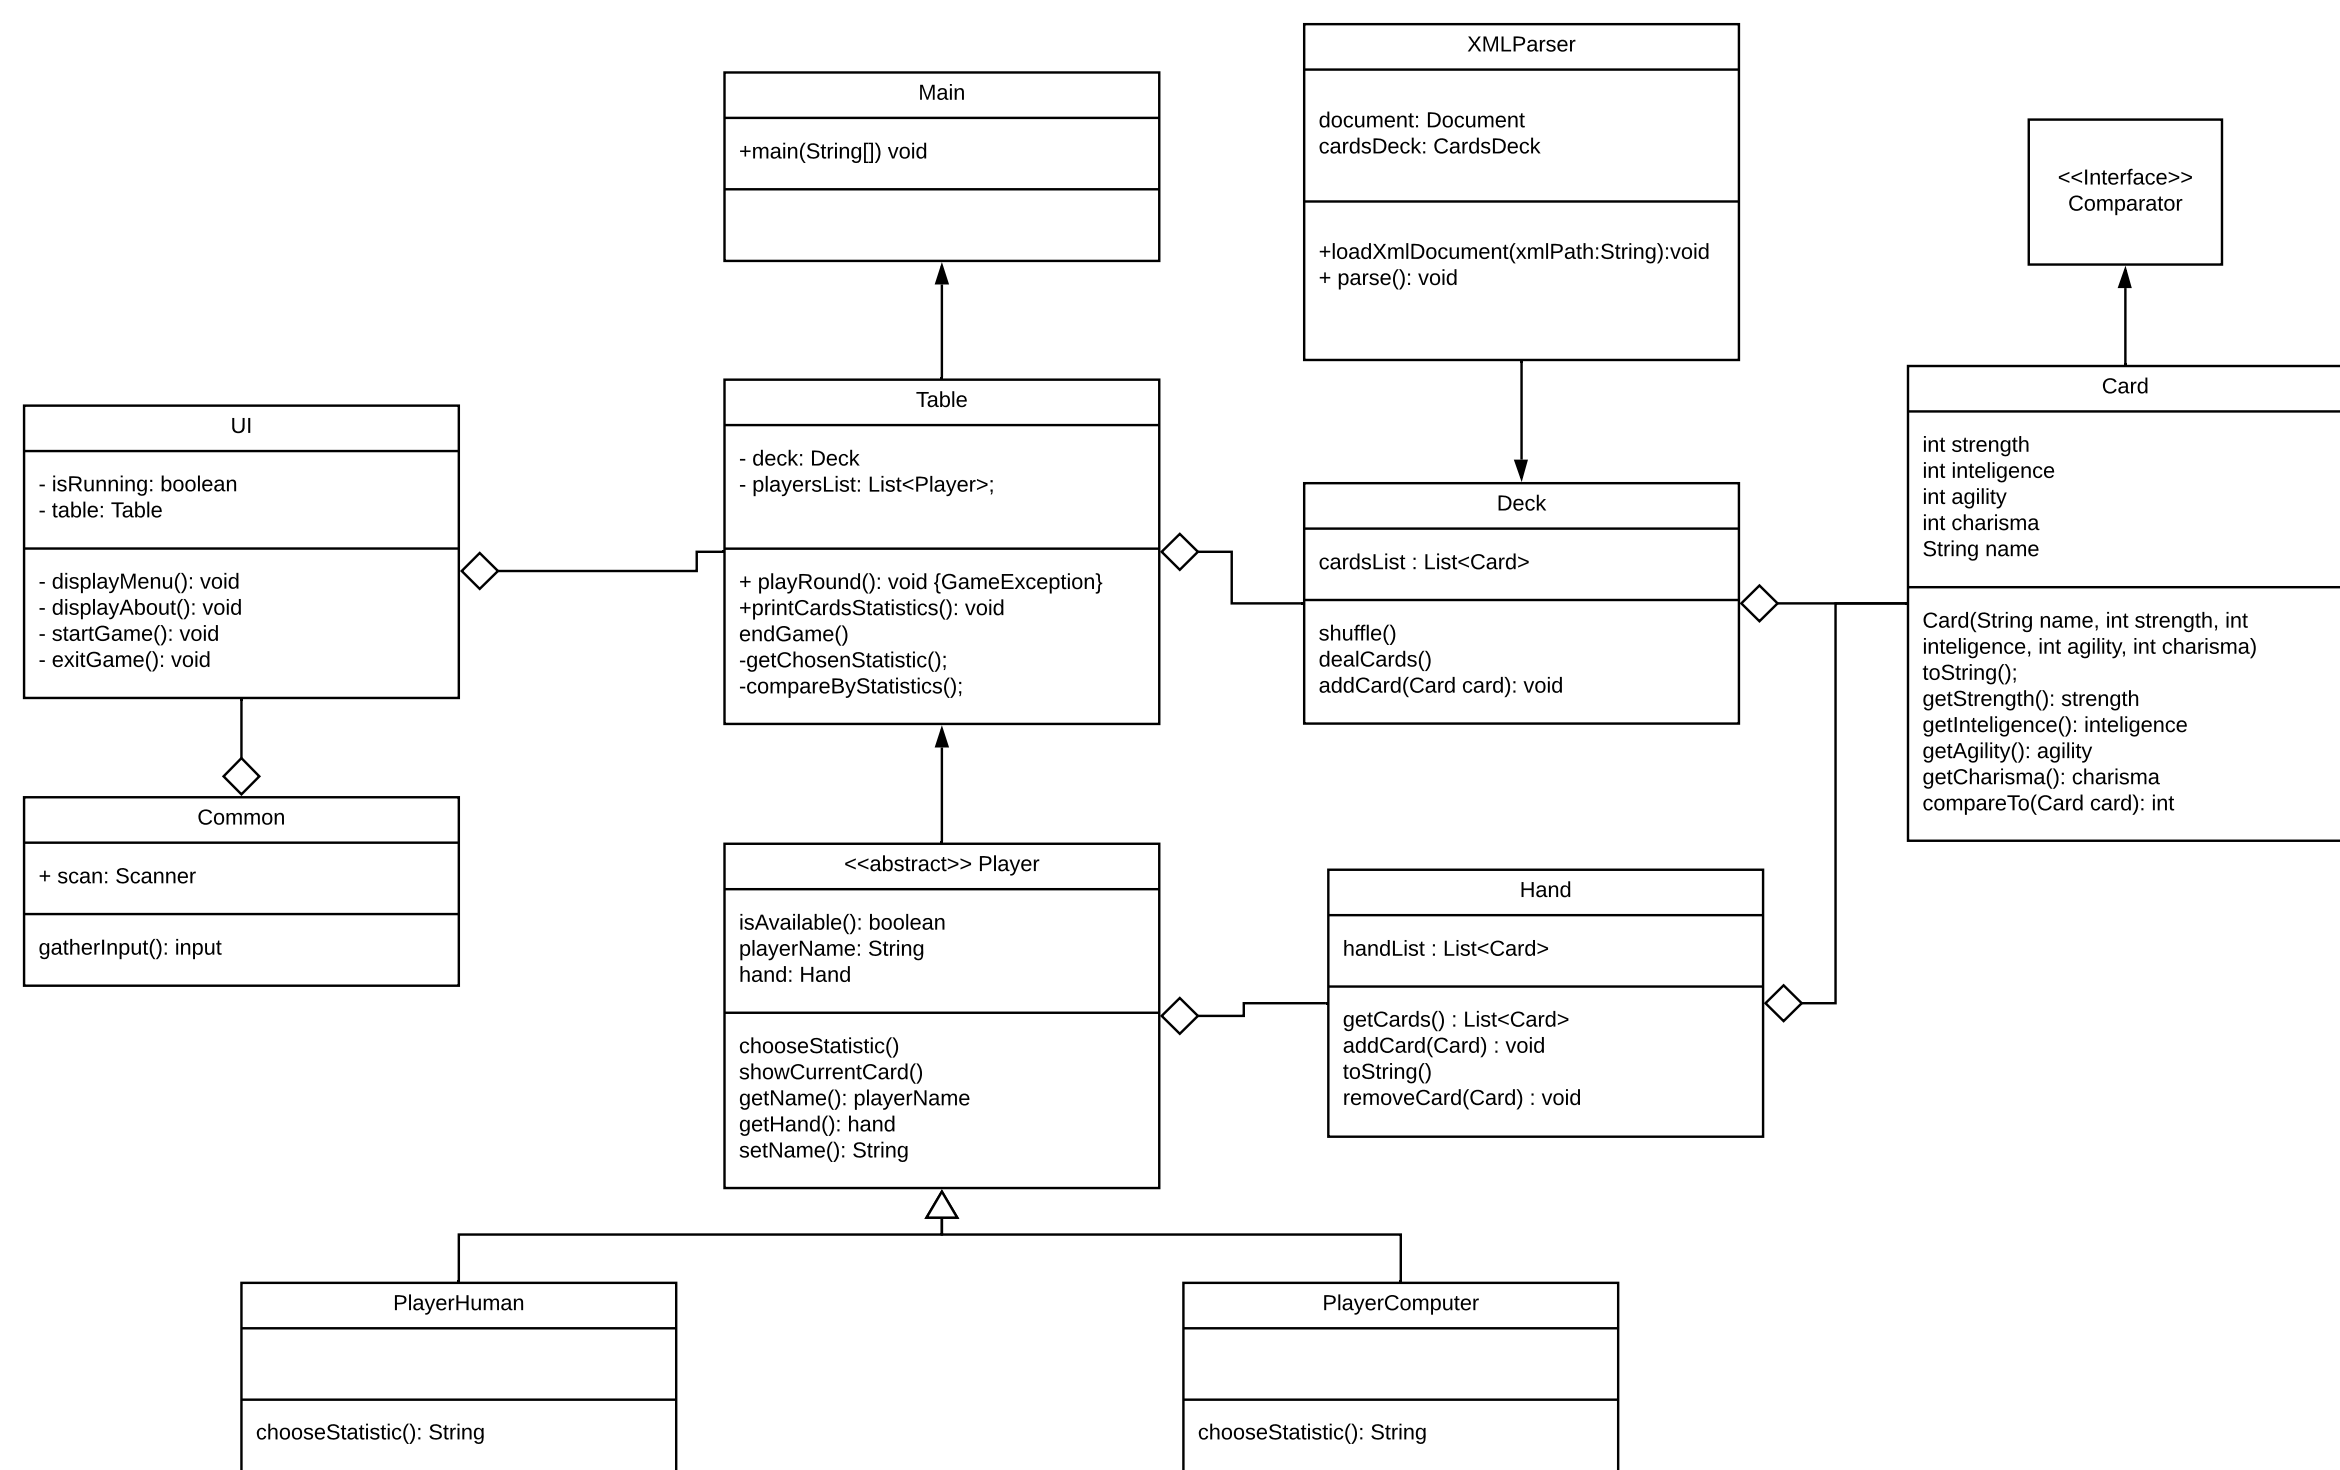 XMLParser
document: Document
cardsDeck: CardsDeck
+loadXmlDocument(xmlPath:String):void
+ parse(): void
Main
+main(String[]) void
<<Interface>>
Comparator
UI
- isRunning: boolean
- table: Table
- displayMenu(): void
- displayAbout(): void
- startGame(): void
- exitGame(): void
Table
- deck: Deck
- playersList: List<Player>;
+ playRound(): void {GameException}
+printCardsStatistics(): void
endGame()
-getChosenStatistic();
-compareByStatistics();
Deck
cardsList : List<Card>
shuffle()
dealCards()
addCard(Card card): void
Card
int strength
int inteligence
int agility
int charisma
String name
Card(String name, int strength, int
inteligence, int agility, int charisma)
toString();
getStrength(): strength
getInteligence(): inteligence
getAgility(): agility
getCharisma(): charisma
compareTo(Card card): int
Common
+ scan: Scanner
gatherInput(): input
<<abstract>> Player
isAvailable(): boolean
playerName: String
hand: Hand
chooseStatistic()
showCurrentCard()
getName(): playerName
getHand(): hand
setName(): String
Hand
handList : List<Card>
getCards() : List<Card>
addCard(Card) : void
toString()
removeCard(Card) : void
PlayerHuman
chooseStatistic(): String
PlayerComputer
chooseStatistic(): String